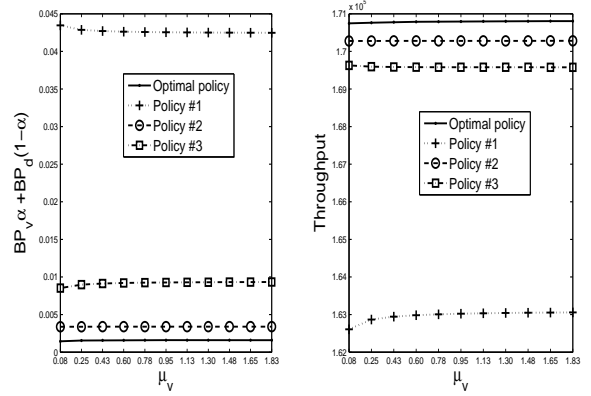 0.045
0.04
0.035
0.03
0.025
0.02
0.015
0.01
0.005
0
BP_v α +BP_d(1−α)
Optimal policy
Policy #1
Policy #2
Policy #3
0.08 0.25 0.43 0.60 0.78 0.95 1.13 1.30 1.48 1.65 1.83
μ_v
1.71 x 10^5
1.7
1.69
1.68
1.67
1.66
1.65
1.64
1.63
1.62
Throughput
Optimal policy
Policy #1
Policy #2
Policy #3
0.08 0.25 0.43 0.60 0.78 0.95 1.13 1.30 1.48 1.65 1.83
μ_v